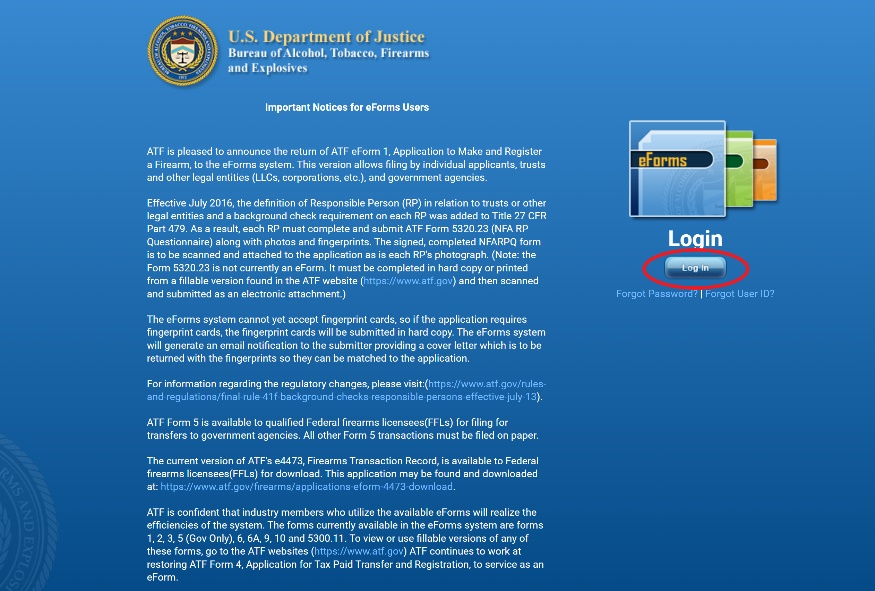 U.S. Department of Justice
Bureau of Alcohol, Tobacco, Firearms
and Explosives
Important Notices for eForms Users
ATF is pleased to announce the return of ATF eForm 1, Application to Make and Register
a Firearm, to the eForms system. This version allows filing by individual applicants, trusts
and other legal entities (LLCs, corporations, etc.), and government agencies.
Effective July 2016, the definition of Responsible Person (RP) in relation to trusts or other
legal entities and a background check requirement on each RP was added to Title 27 CFR
Part 479. As a result, each RP must complete and submit ATF Form 5320.23 (NFA RP
Questionnaire) along with photos and fingerprints. The signed, completed NFARPQ form
is to be scanned and attached to the application as is each RP's photograph. (Note: the
Form 5320.23 is not currently an eForm. It must be completed in hard copy or printed
from a fillable version found in the ATF website (https://www.atf.gov) and then scanned
and submitted as an electronic attachment.)
The eForms system cannot yet accept fingerprint cards, so if the application requires
fingerprint cards, the fingerprint cards will be submitted in hard copy. The eForms system
will generate an email notification to the submitter providing a cover letter which is to be
returned with the fingerprints so they can be matched to the application.
For information regarding the regulatory changes, please visit:(https://www.atf.gov/rules-
and-regulations/final-rule-41f-background-checks-responsible-persons-effective-july-13).
ATF Form 5 is available to qualified Federal firearms licensees(FFLs) for filing for
transfers to government agencies. All other Form 5 transactions must be filed on paper.
The current version of ATF's e4473, Firearms Transaction Record, is available to Federal
firearms licensees(FFLs) for download. This application may be found and downloaded
at: https://www.atf.gov/firearms/applications-eform-4473-download.
ATF is confident that industry members who utilize the available eForms will realize the
efficiencies of the system. The forms currently available in the eForms system are forms
1, 2, 3, 5 (Gov Only), 6, 6A, 9, 10 and 5300.11. To view or use fillable versions of any of
these forms, go to the ATF websites (https://www.atf.gov) ATF continues to work at
restoring ATF Form 4, Application for Tax Paid Transfer and Registration, to service as an
eForm.
eForms
Login
Log in
Forgot Password? | Forgot User ID?